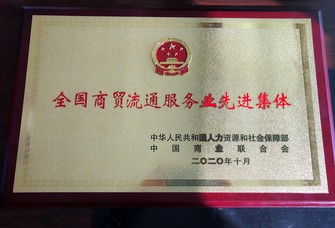 全国商贸流通服务业先进集体
中华人民共和国人力资源和社会保障部
中国商业联合会
二〇二〇年十月